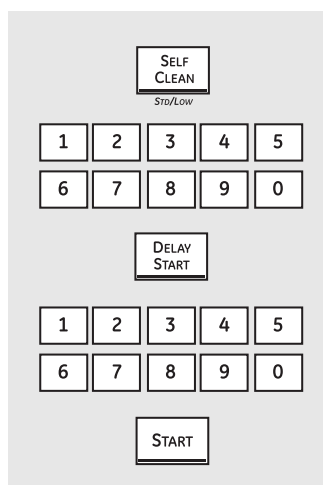 SELF
CLEAN
STD/LOW
1 2 3 4 5
6 7 8 9 0
DELAY
START
1 2 3 4 5
6 7 8 9 0
START